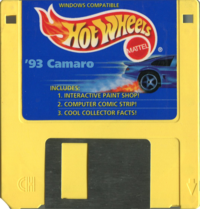 WINDOWS COMPATIBLE
Hot Wheels
MATTEL
'93 Camaro
INCLUDES:
1. INTERACTIVE PAINT SHOP!
2. COMPUTER COMIC STRIP!
3. COOL COLLECTOR FACTS!